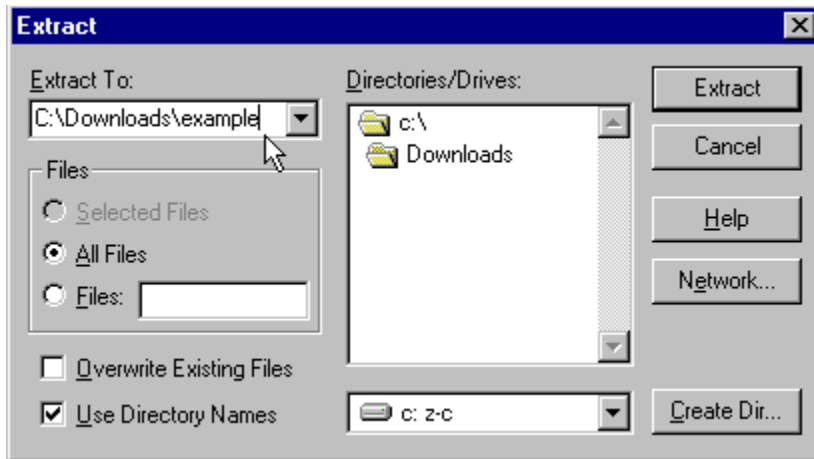 Extract
Extract To:
C:\Downloads\example
Files
Selected Files
All Files
Files:
Overwrite Existing Files
Use Directory Names
Directories/Drives:
c:\
Downloads
c: z-c
Extract
Cancel
Help
Network...
Create Dir...